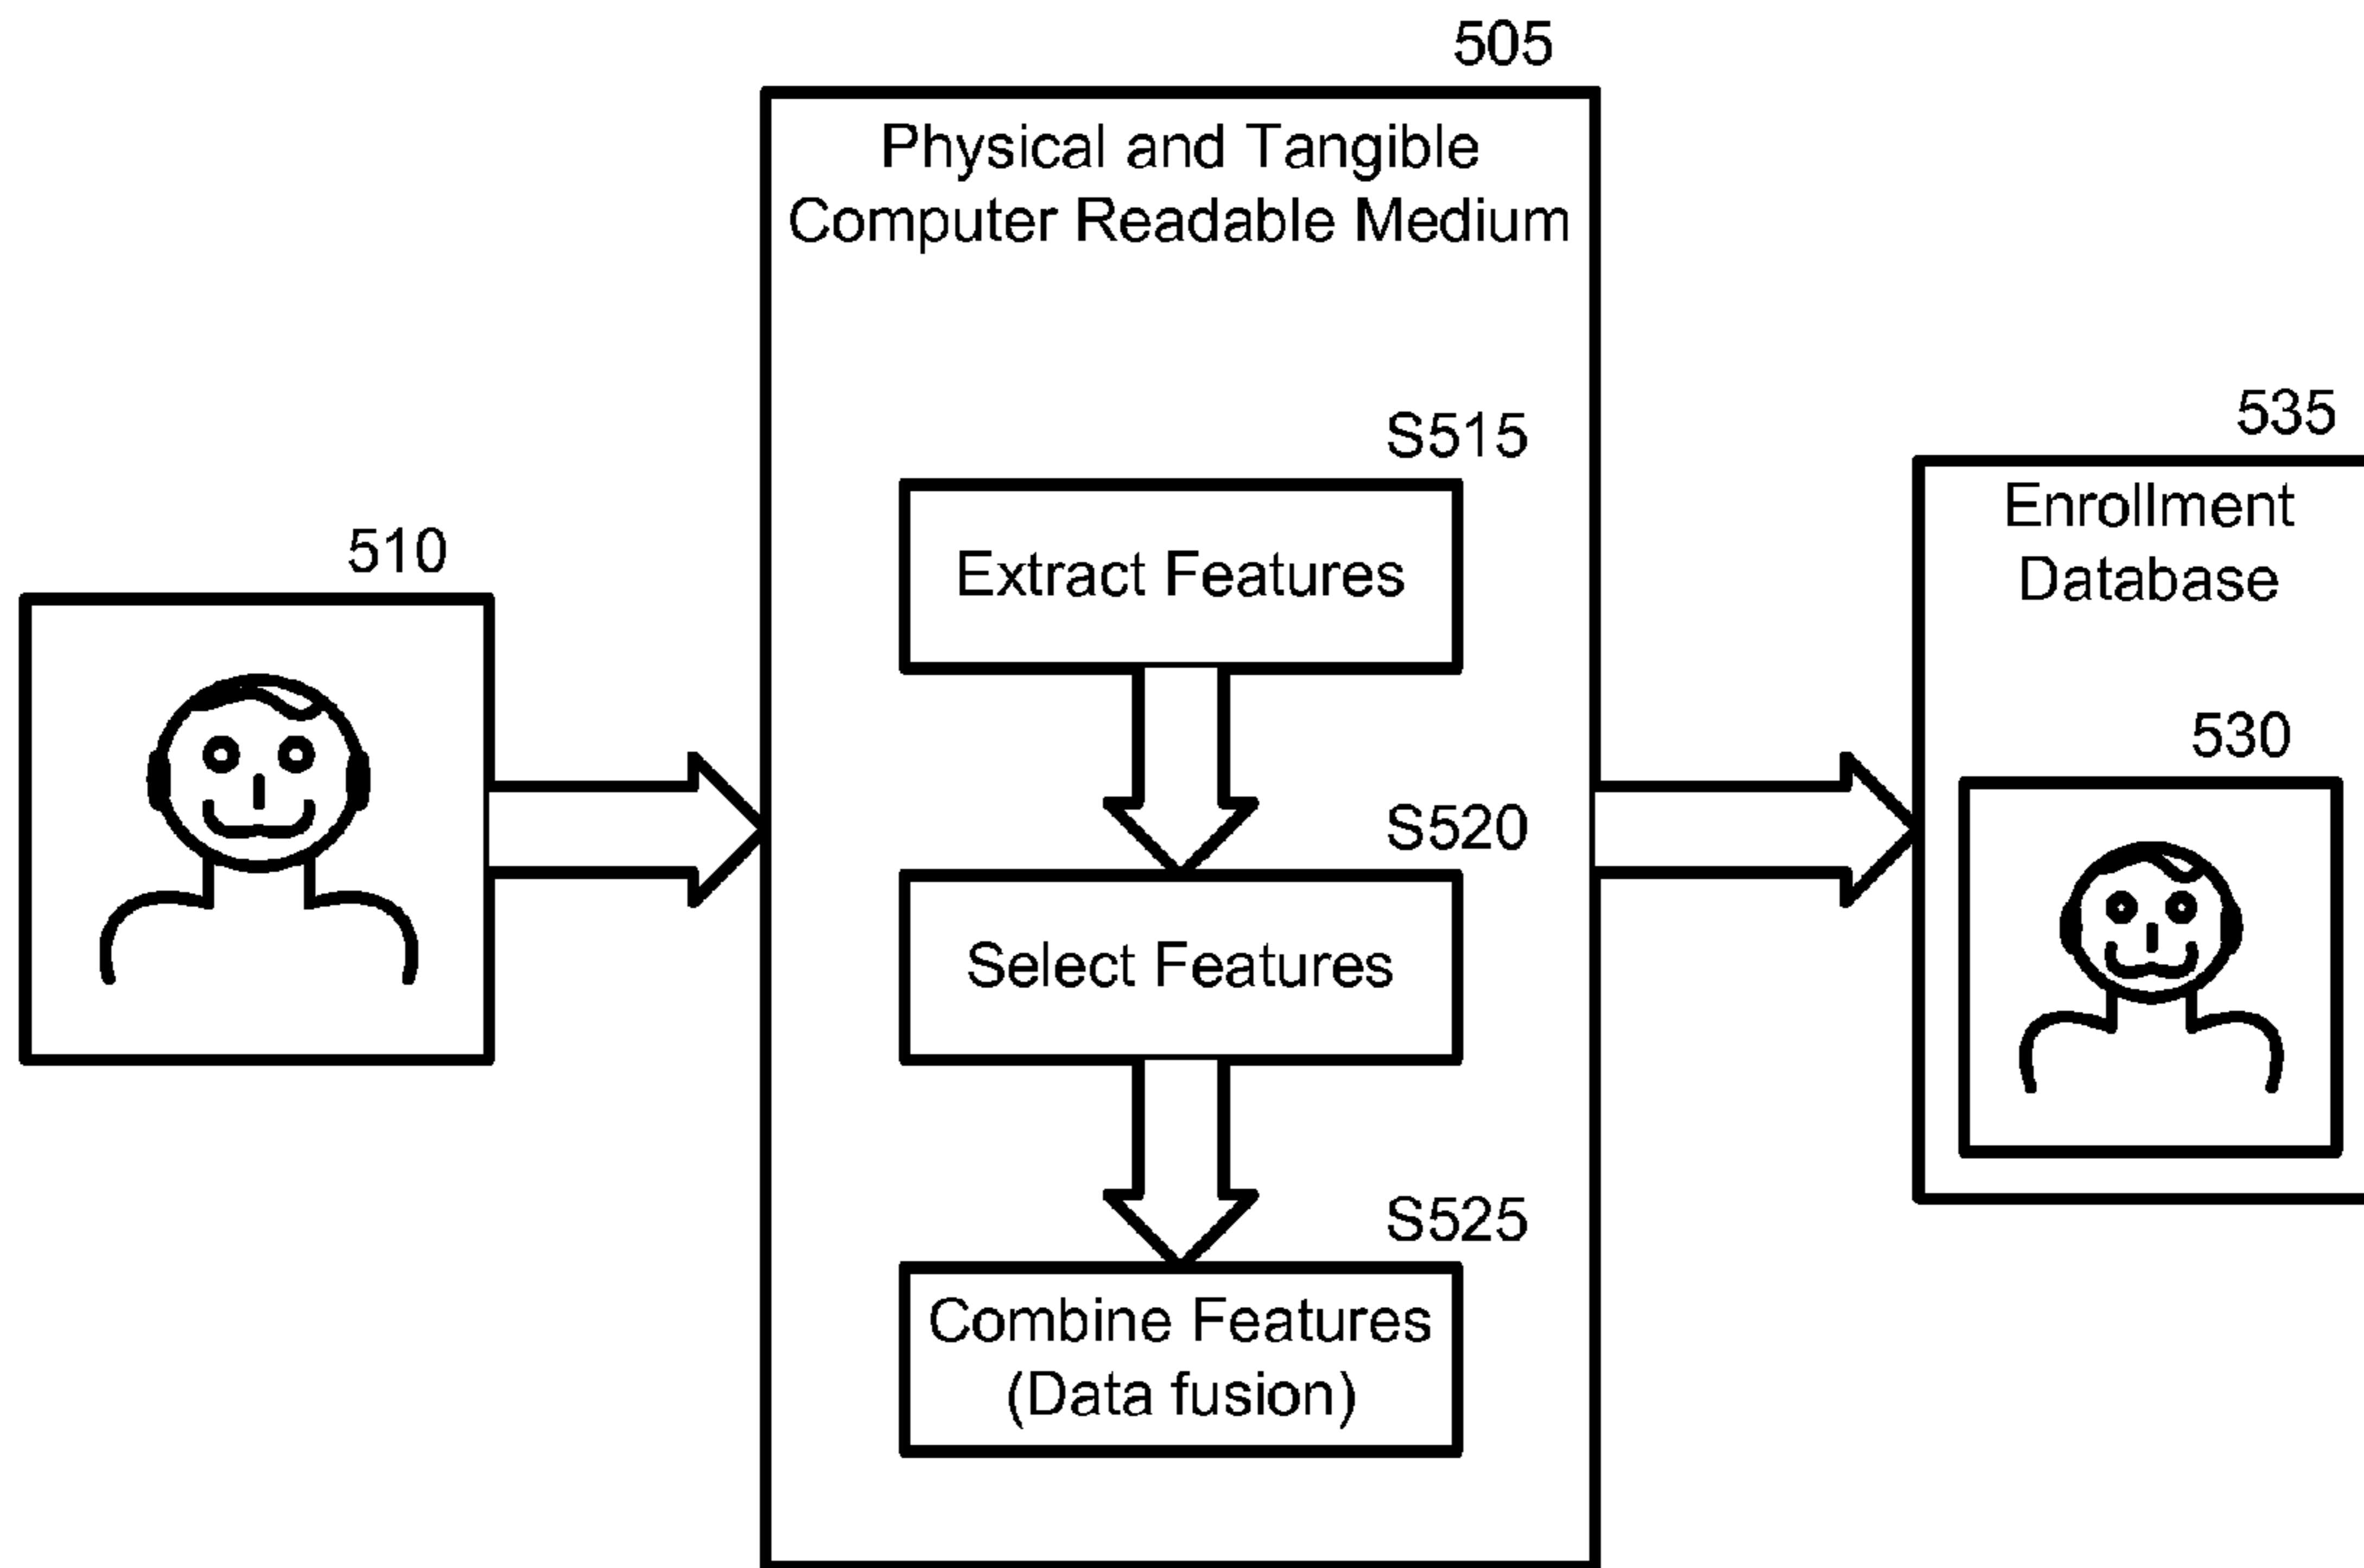 505
Physical and Tangible
Computer Readable Medium
S515
Extract Features
510
S520
Select Features
S525
Combine Features
(Data fusion)
535
Enrollment
Database
530